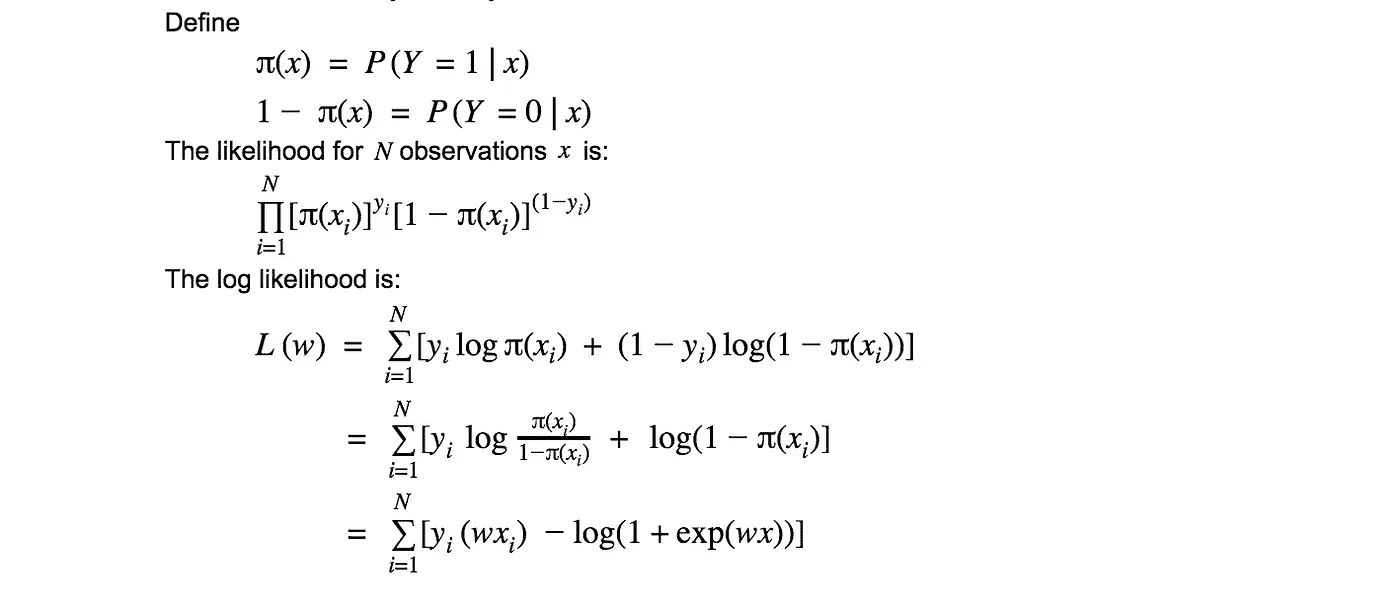 Define
π(x) = P(Y = 1 | x)
1 − π(x) = P(Y = 0 | x)
The likelihood for N observations x is:
∏_{i=1}^{N} [π(x_i)]^{y_i} [1 − π(x_i)]^{(1−y_i)}
The log likelihood is:
L(w) = ∑_{i=1}^{N} [y_i log π(x_i) + (1 − y_i) log(1 − π(x_i))]
= ∑_{i=1}^{N} [y_i log \frac{π(x_i)}{1−π(x_i)} + log(1 − π(x_i)]
= ∑_{i=1}^{N} [y_i (wx_i) − log(1 + exp(wx))]